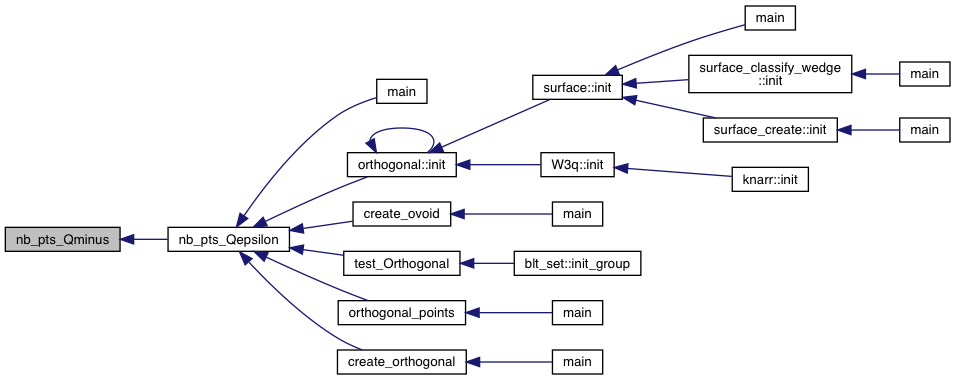 main
surface_classify_wedge
::init
main
main
surface::init
surface_create::init
main
orthogonal::init
W3q::init
knarr::init
create_ovoid
main
nb_pts_Qminus
nb_pts_Qepsilon
test_Orthogonal
blt_set::init_group
orthogonal_points
main
create_orthogonal
main